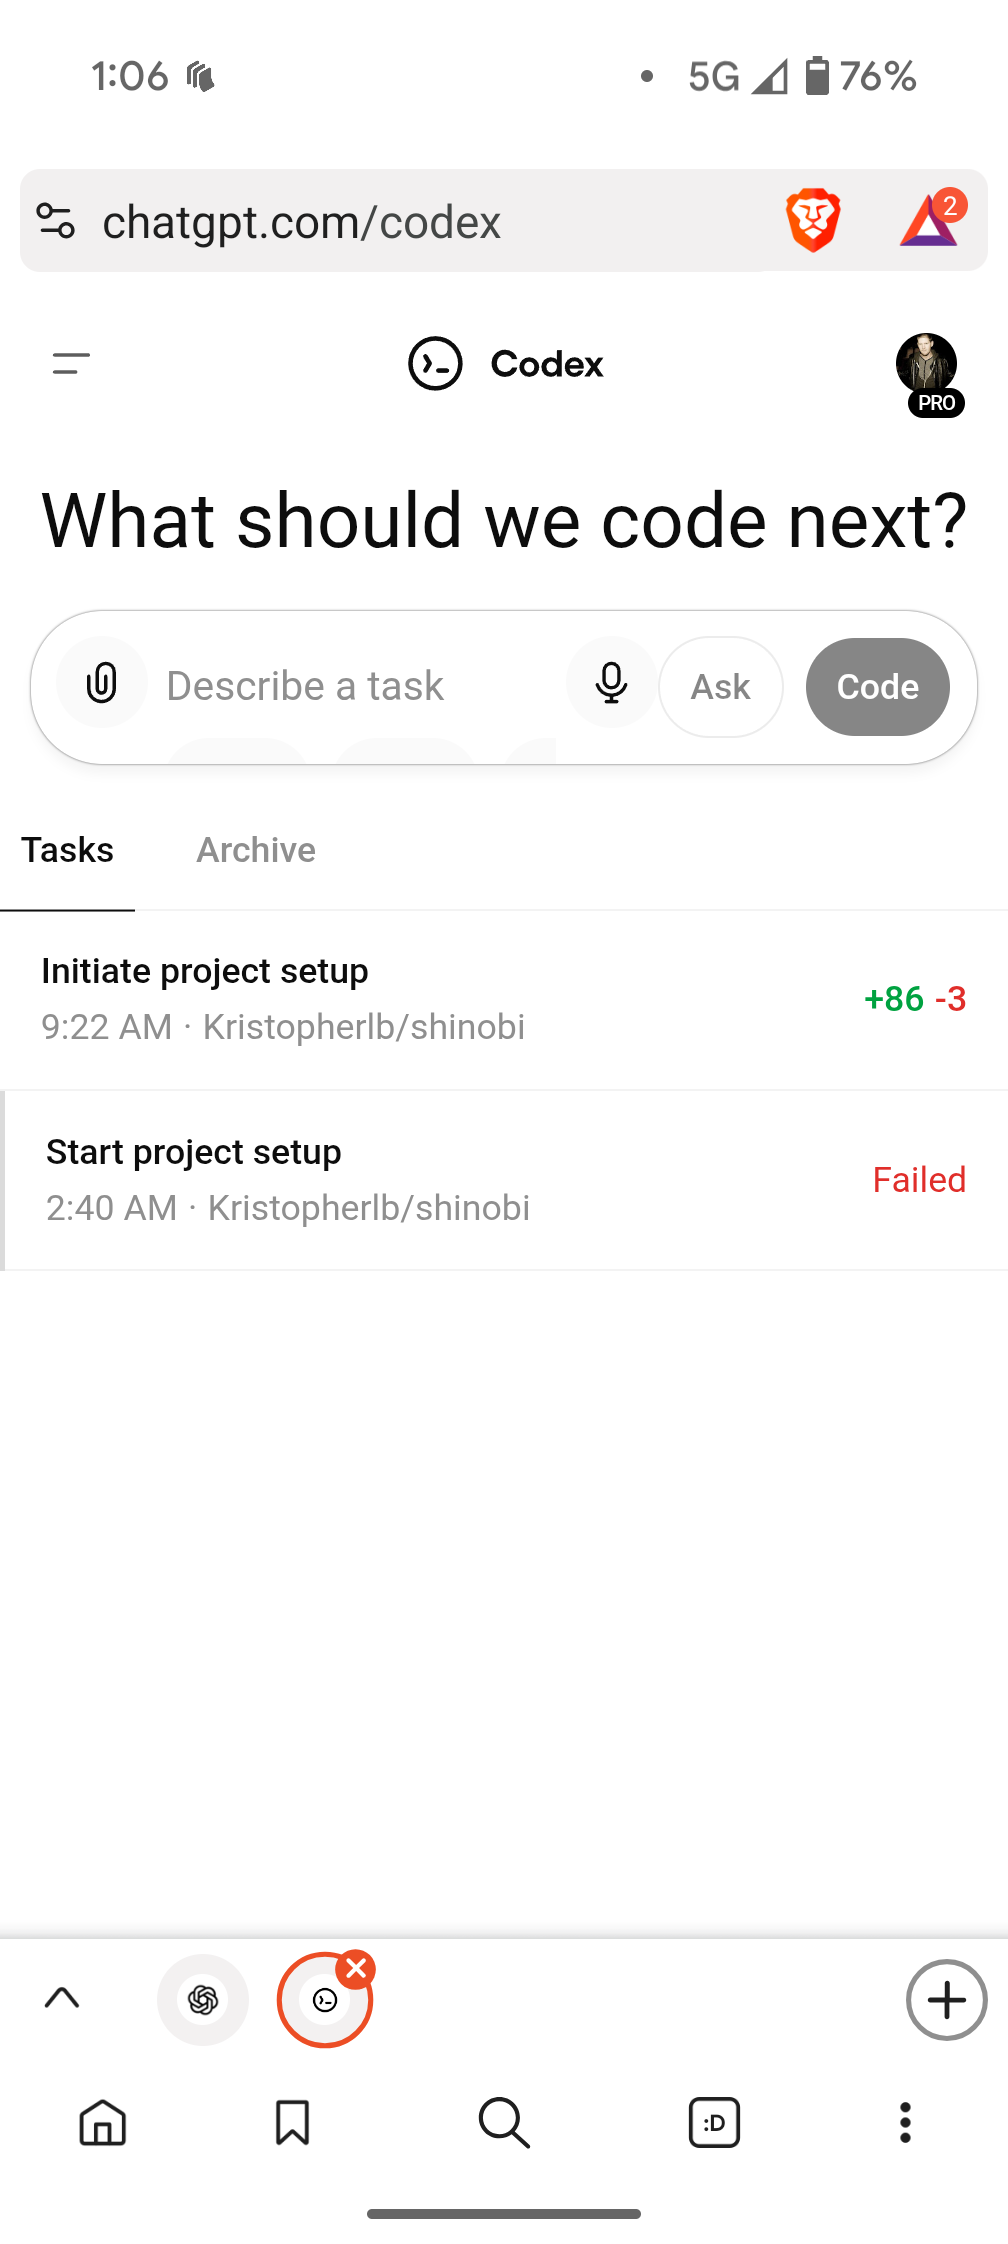 1:06
5G 76%
chatgpt.com/codex
2
Codex
PRO
What should we code next?
Describe a task
Ask
Code
Tasks
Archive
Initiate project setup
9:22 AM · Kristopherlb/shinobi
+86 -3
Start project setup
2:40 AM · Kristopherlb/shinobi
Failed
:D